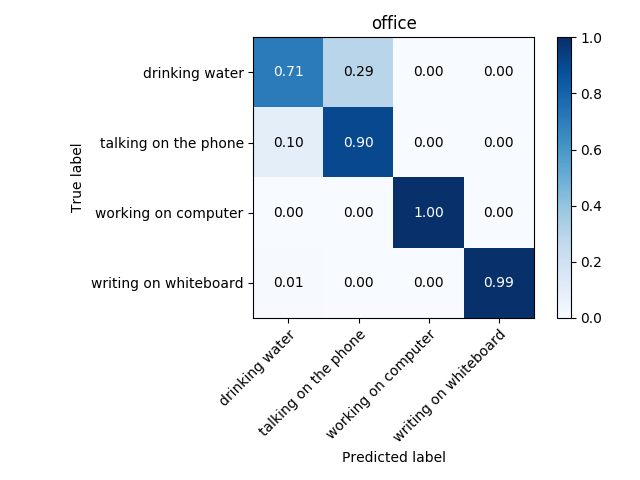 office
drinking water 0.71 0.29 0.00 0.00
talking on the phone 0.10 0.90 0.00 0.00
working on computer 0.00 0.00 1.00 0.00
writing on whiteboard 0.01 0.00 0.00 0.99
True label
drinking water
talking on the phone
working on computer
writing on whiteboard
Predicted label
1.0
0.8
0.6
0.4
0.2
0.0